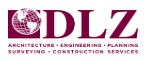 DLZ
ARCHITECTURE • ENGINEERING • PLANNING
SURVEYING • CONSTRUCTION SERVICES